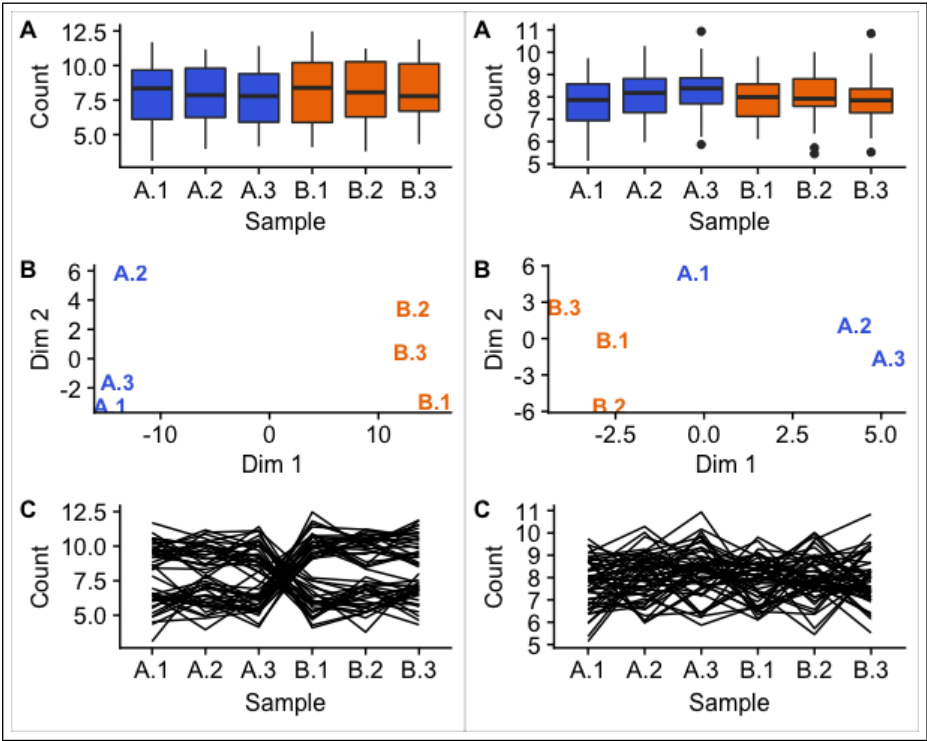 A
12.5
10.0
7.5
5.0
Count
A.1 A.2 A.3 B.1 B.2 B.3
Sample
B
6
4
2
0
-2
Dim 2
A.2
B.2
B.3
A.3
A.1
B.1
-10 0 10
Dim 1
C
12.5
10.0
7.5
5.0
Count
A.1 A.2 A.3 B.1 B.2 B.3
Sample
A
11
10
9
8
7
6
5
Count
A.1 A.2 A.3 B.1 B.2 B.3
Sample
B
6
3
0
-3
-6
Dim 2
A.1
B.3
A.2
B.1
A.3
B.2
-2.5 0.0 2.5 5.0
Dim 1
C
11
10
9
8
7
6
5
Count
A.1 A.2 A.3 B.1 B.2 B.3
Sample